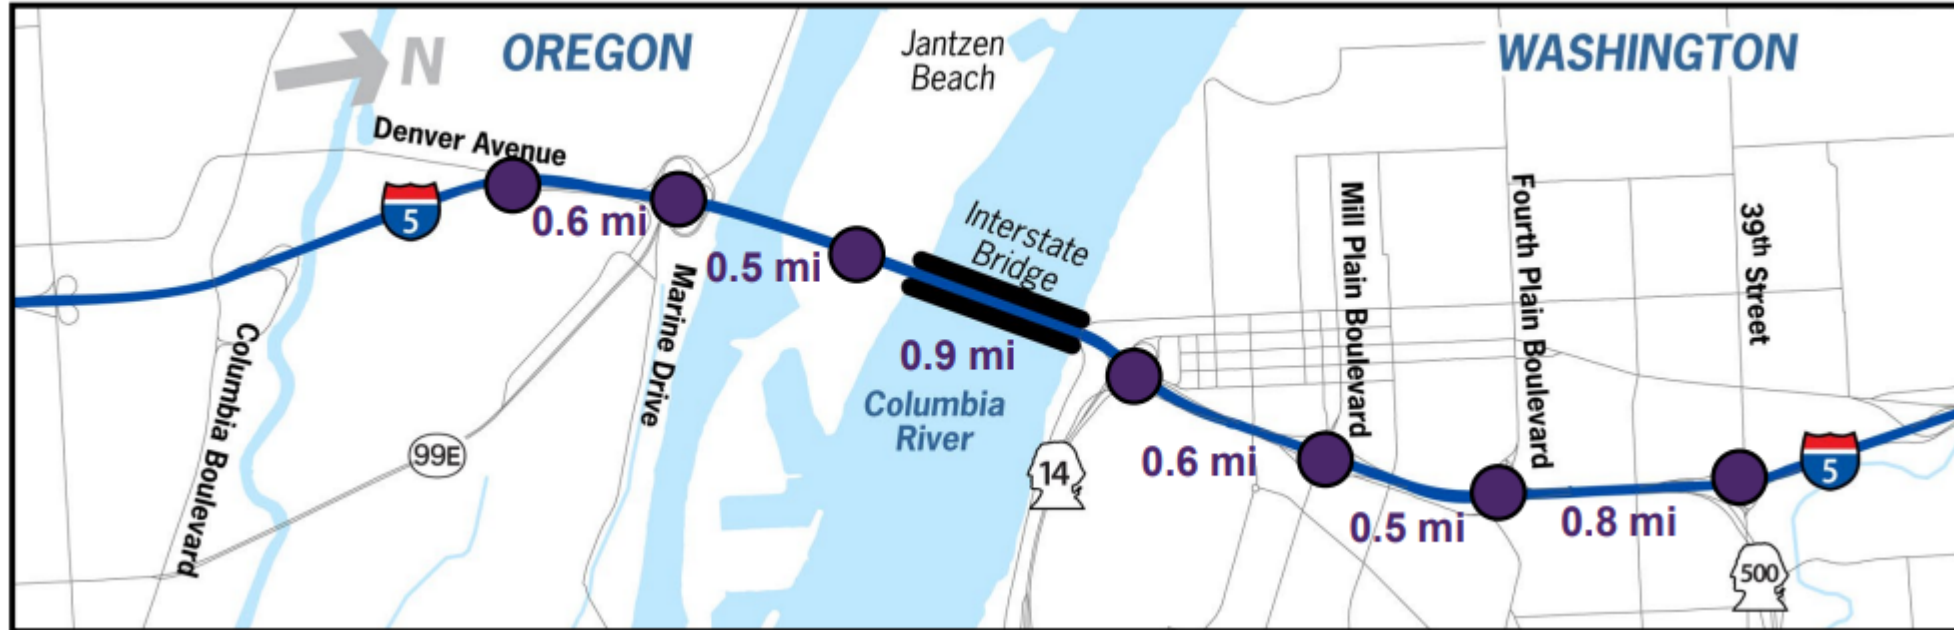 N
OREGON
Jantzen
Beach
WASHINGTON
Denver Avenue
5
0.6 mi
0.5 mi
Interstate
Bridge
0.9 mi
Columbia
River
Marine Drive
Columbia Boulevard
99E
14
0.6 mi
Mill Plain Boulevard
0.5 mi
Fourth Plain Boulevard
0.8 mi
39th Street
5
500